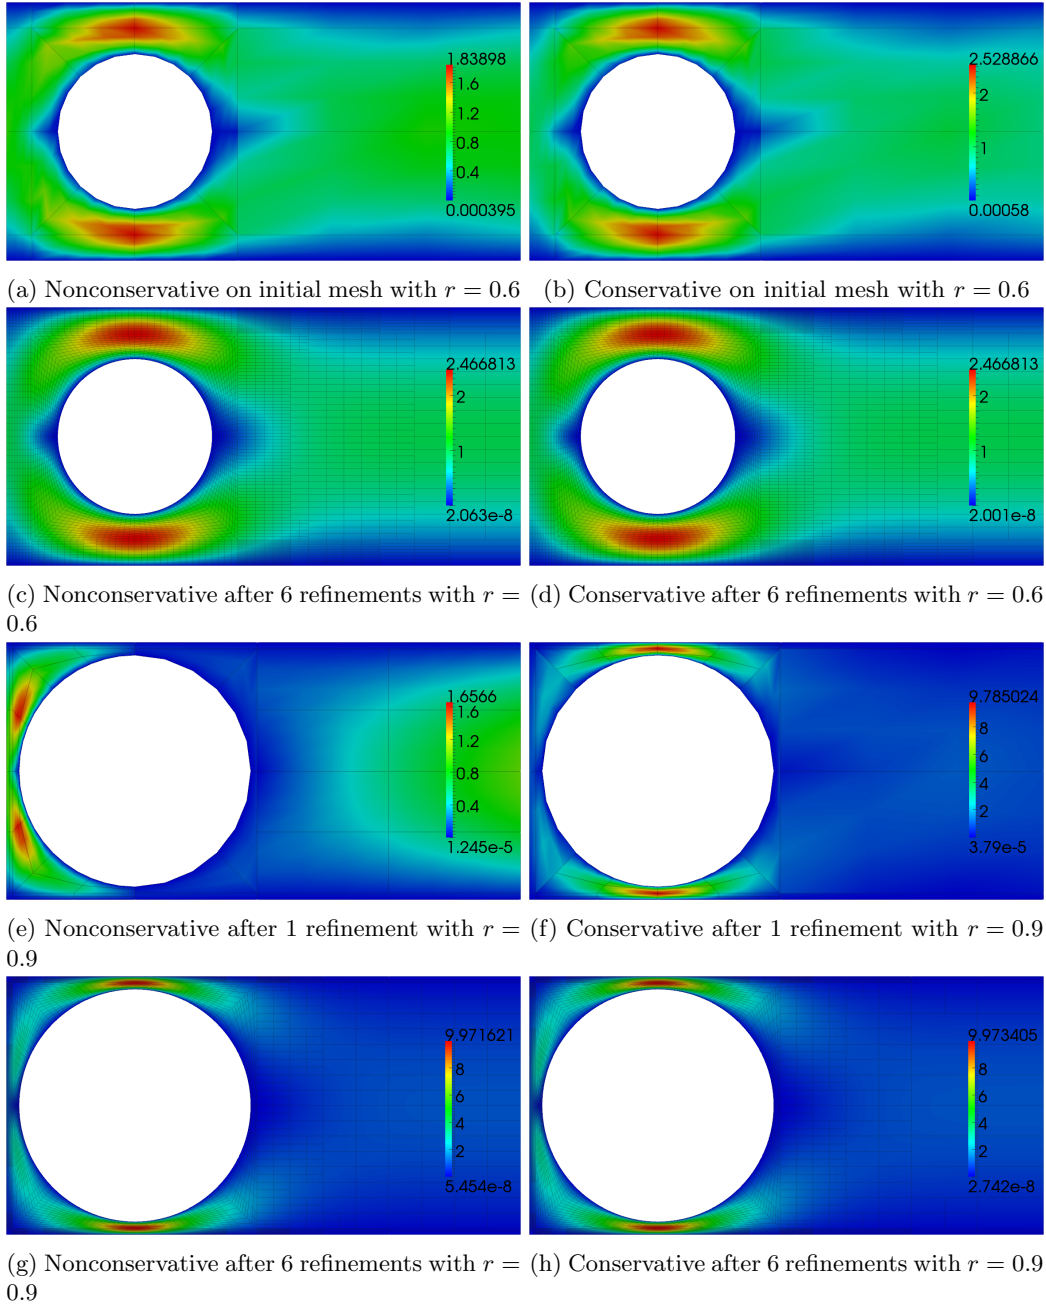 1.83898
1.6
1.2
0.8
0.4
0.000395
2.528866
2
1
0.00058
(a) Nonconservative on initial mesh with r = 0.6
(b) Conservative on initial mesh with r = 0.6
2.466813
2
1
2.063e-8
2.466813
2
1
2.001e-8
(c) Nonconservative after 6 refinements with r =
0.6
(d) Conservative after 6 refinements with r = 0.6
1.6566
1.6
1.2
0.8
0.4
1.245e-5
9.785024
8
6
4
2
3.79e-5
(e) Nonconservative after 1 refinement with r =
0.9
(f) Conservative after 1 refinement with r = 0.9
9.971621
8
6
4
2
5.454e-8
9.973405
8
6
4
2
2.742e-8
(g) Nonconservative after 6 refinements with r =
0.9
(h) Conservative after 6 refinements with r = 0.9